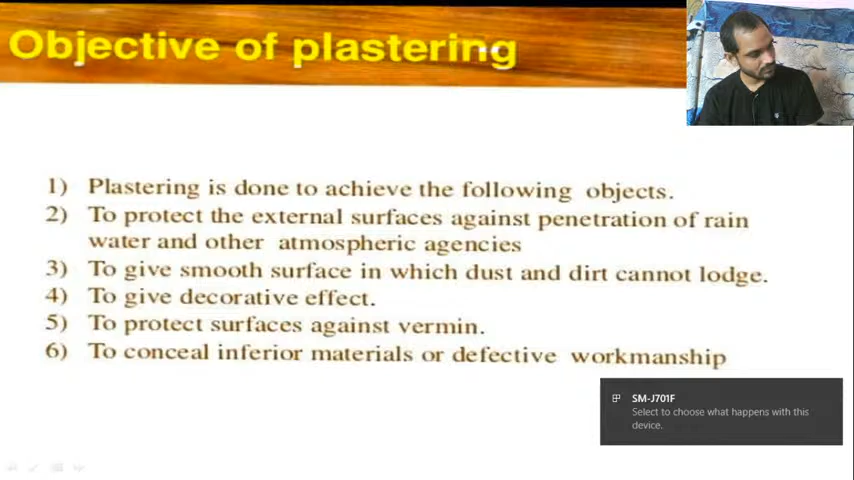 Objective of plastering
1) Plastering is done to achieve the following objects.
2) To protect the external surfaces against penetration of rain
water and other atmospheric agencies
3) To give smooth surface in which dust and dirt cannot lodge.
4) To give decorative effect.
5) To protect surfaces against vermin.
6) To conceal inferior materials or defective workmanship
SM-J701F
Select to choose what happens with this
device.